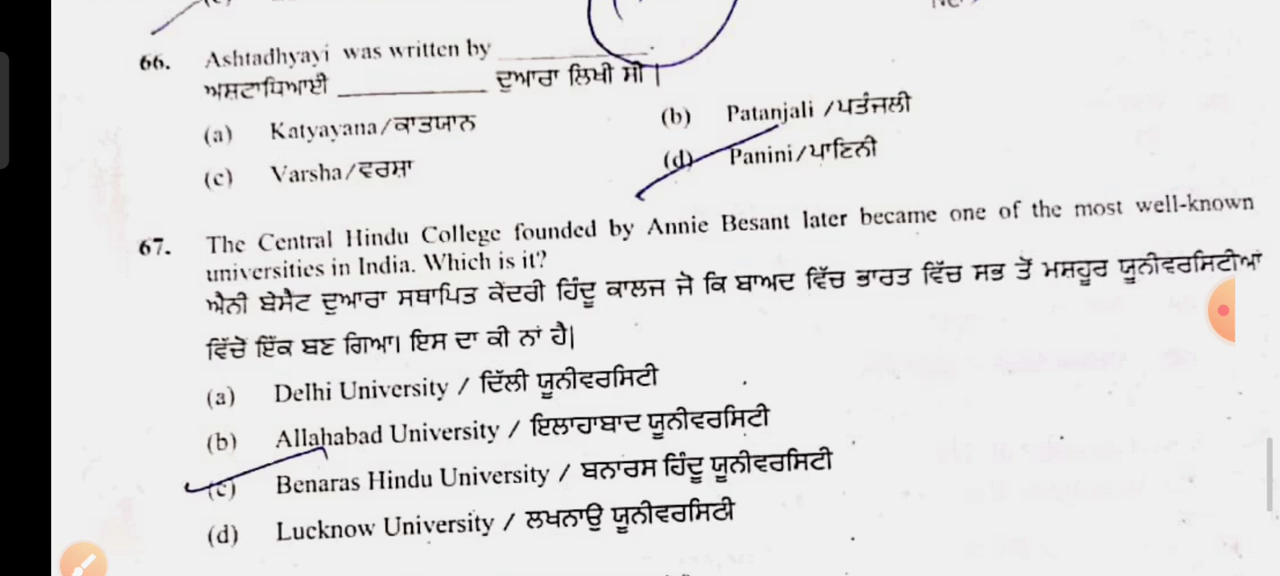 66. Ashtadhyayi was written by ____________.
ਅਸ਼ਟਾਧਿਆਈ ____________ ਦੁਆਰਾ ਲਿਖੀ ਸੀ|
(a) Katyayana/ਕਾਤਯਾਨ (b) Patanjali /ਪਤੰਜਲੀ
(c) Varsha/ਵਰਸ਼ਾ (d) Panini/ਪਾਣਿਨੀ
67. The Central Hindu College founded by Annie Besant later became one of the most well-known
universities in India. Which is it?
ਐਨੀ ਬੇਸੈਂਟ ਦੁਆਰਾ ਸਥਾਪਿਤ ਕੇਂਦਰੀ ਹਿੰਦੂ ਕਾਲਜ ਜੋ ਕਿ ਬਾਅਦ ਵਿੱਚ ਭਾਰਤ ਵਿੱਚ ਸਭ ਤੋਂ ਮਸ਼ਹੂਰ ਯੂਨੀਵਰਸਿਟੀਆਂ
ਵਿੱਚੋਂ ਇੱਕ ਬਣ ਗਿਆ। ਇਸ ਦਾ ਕੀ ਨਾਂ ਹੈ|
(a) Delhi University / ਦਿੱਲੀ ਯੂਨੀਵਰਸਿਟੀ
(b) Allahabad University / ਇਲਾਹਾਬਾਦ ਯੂਨੀਵਰਸਿਟੀ
(c) Benaras Hindu University / ਬਨਾਰਸ ਹਿੰਦੂ ਯੂਨੀਵਰਸਿਟੀ
(d) Lucknow University / ਲਖਨਾਉ ਯੂਨੀਵਰਸਿਟੀ